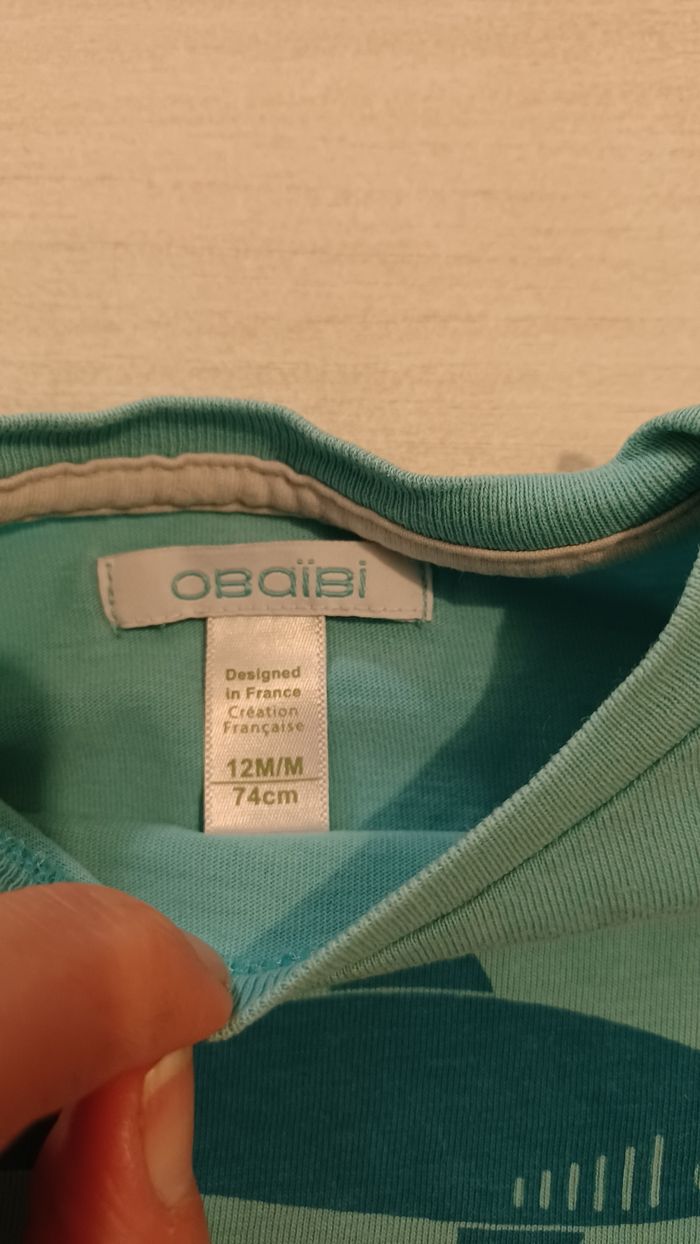 OBaïBi
Designed
in France
Création
Française
12M/M
74cm